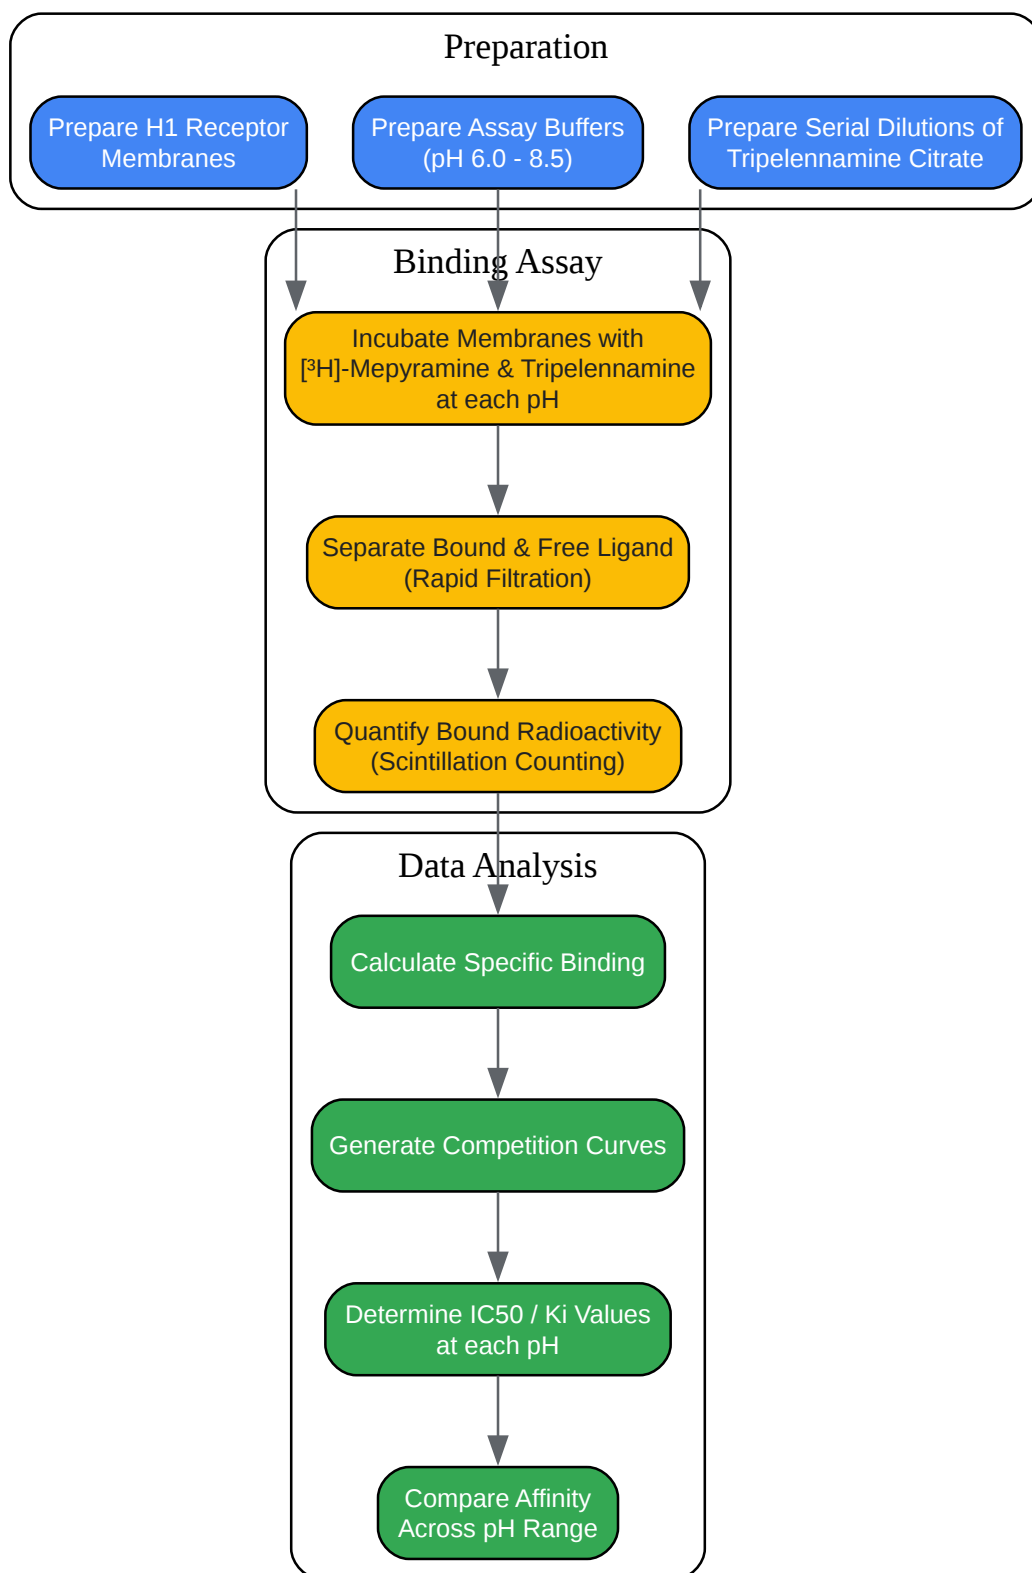 Preparation
Prepare H1 Receptor
Membranes
Prepare Assay Buffers
(pH 6.0 - 8.5)
Prepare Serial Dilutions of
Tripelennamine Citrate
Binding Assay
Incubate Membranes with
[³H]-Mepyramine & Tripelennamine
at each pH
Separate Bound & Free Ligand
(Rapid Filtration)
Quantify Bound Radioactivity
(Scintillation Counting)
Data Analysis
Calculate Specific Binding
Generate Competition Curves
Determine IC50 / Ki Values
at each pH
Compare Affinity
Across pH Range